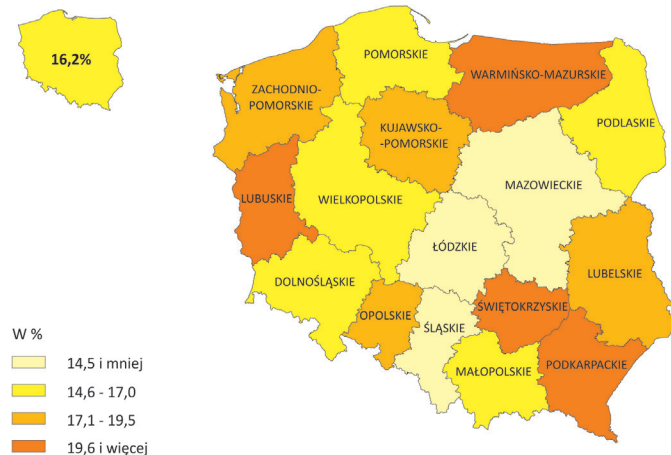 16,2%
POMORSKIE
WARMIŃSKO-MAZURSKIE
ZACHODNIO-
POMORSKIE
KUJAWSKO-
-POMORSKIE
PODLASKIE
MAZOWIECKIE
LUBUSKIE
WIELKOPOLSKIE
ŁÓDZKIE
LUBELSKIE
DOLNOŚLĄSKIE
OPOLSKIE
ŚWIĘTOKRZYSKIE
ŚLĄSKIE
PODKARPACKIE
MAŁOPOLSKIE
W %
14,5 i mniej
14,6 - 17,0
17,1 - 19,5
19,6 i więcej